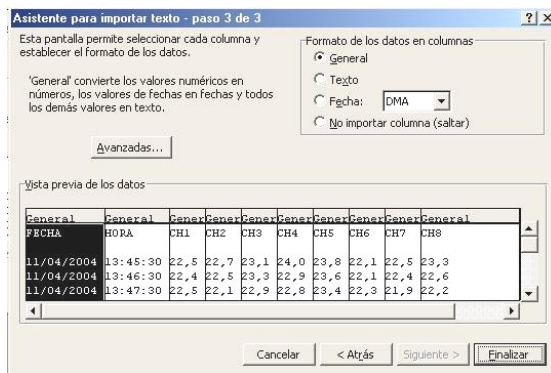 Asistente para importar texto - paso 3 de 3
Esta pantalla permite seleccionar cada columna y
establecer el formato de los datos.
'General' convierte los valores numéricos en
números, los valores de fechas en fechas y todos
los demás valores en texto.
Avanzadas...
Formato de los datos en columnas
General
Texto
Fecha: DMA
No importar columna (saltar)
Vista previa de los datos
General General Gener Gener Gener Gener Gener Gener Gener General
FECHA HORA CH1 CH2 CH3 CH4 CH5 CH6 CH7 CH8
11/04/2004 13:45:30 22,5 22,7 23,1 24,0 23,8 22,1 22,5 23,3
11/04/2004 13:46:30 22,4 22,5 23,3 22,9 23,6 22,1 22,4 22,6
11/04/2004 13:47:30 22,5 22,1 22,9 22,8 23,4 22,3 21,9 22,2
Cancelar < Atrás Siguiente > Finalizar